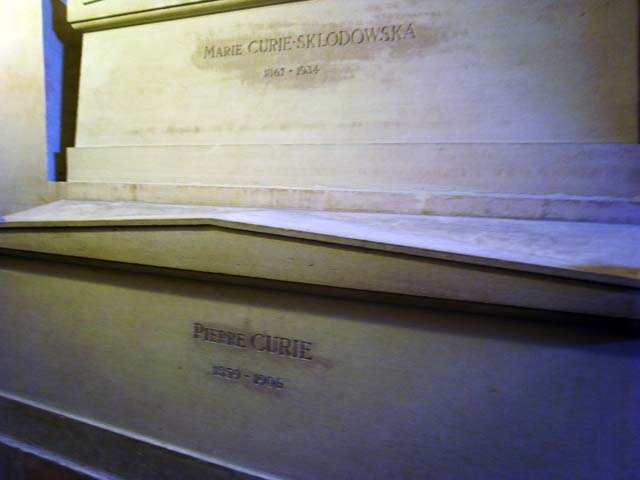 MARIE CURIE-SKLODOWSKA
1867-1934
PIERRE CURIE
1859-1906